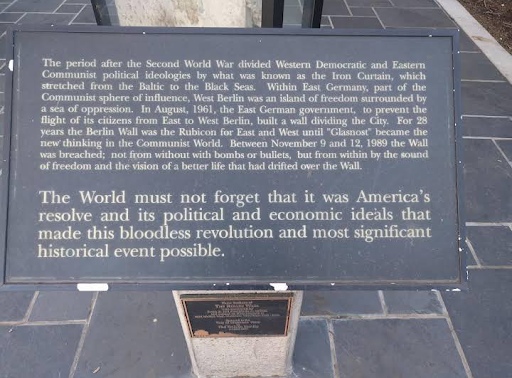 The period after the Second World War divided Western Democratic and Eastern
Communist political ideologies by what was known as the Iron Curtain, which
stretched from the Baltic to the Black Seas. Within East Germany, part of the
Communist sphere of influence, West Berlin was an island of freedom surrounded by
a sea of oppression. In August, 1961, the East German government, to prevent the
flight of its citizens from East to West Berlin, built a wall dividing the City. For 28
years the Berlin Wall was the Rubicon for East and West until "Glasnost" became the
new thinking in the Communist World. Between November 9 and 12, 1989 the Wall
was breached; not from without with bombs or bullets, but from within by the sound
of freedom and the vision of a better life that had drifted over the Wall.
The World must not forget that it was America's
resolve and its political and economic ideals that
made this bloodless revolution and most significant
historical event possible.